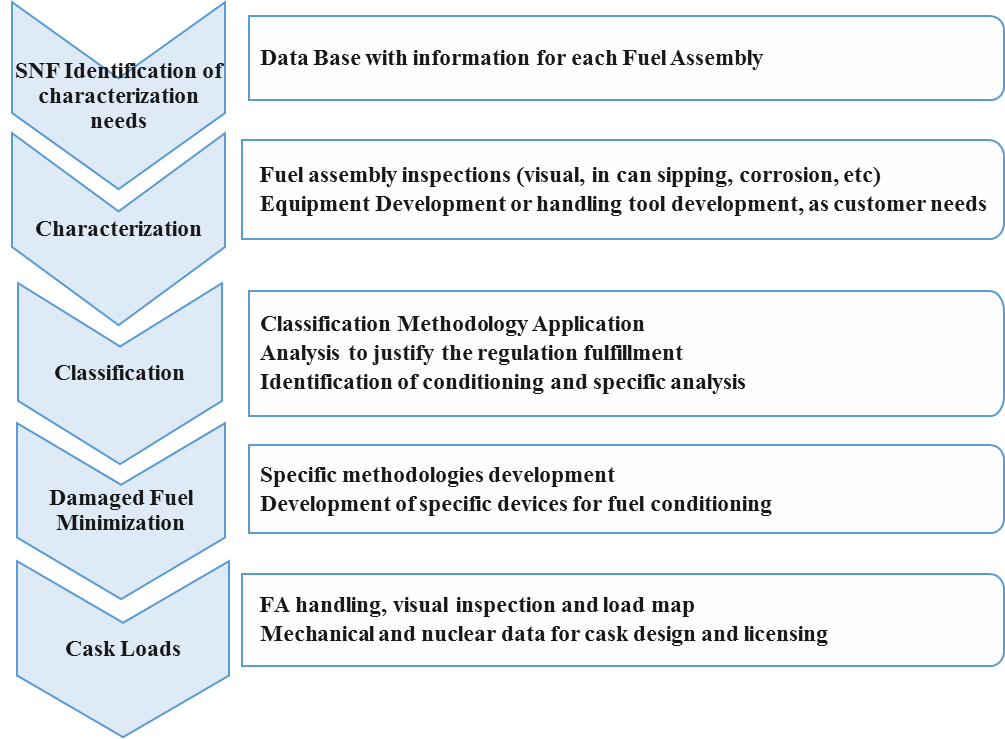 SNF Identification of
characterization
needs
Data Base with information for each Fuel Assembly
Characterization
Fuel assembly inspections (visual, in can sipping, corrosion, etc)
Equipment Development or handling tool development, as customer needs
Classification
Classification Methodology Application
Analysis to justify the regulation fulfillment
Identification of conditioning and specific analysis
Damaged Fuel
Minimization
Specific methodologies development
Development of specific devices for fuel conditioning
Cask Loads
FA handling, visual inspection and load map
Mechanical and nuclear data for cask design and licensing